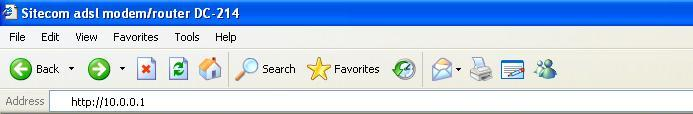 Sitecom adsl modem/router DC-214
File Edit View Favorites Tools Help
Back Search Favorites
Address http://10.0.0.1